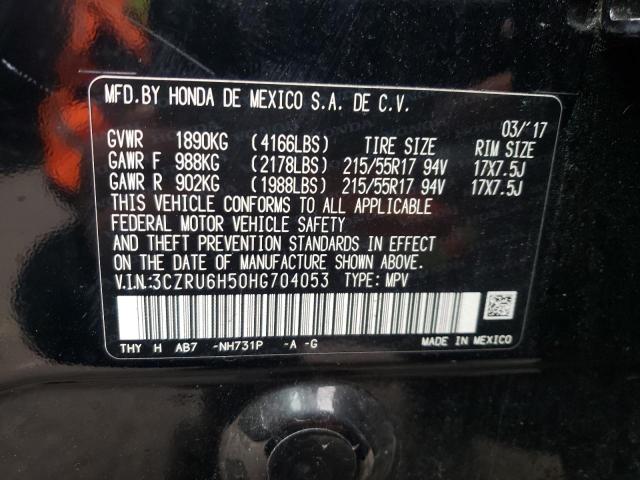 MFD.BY HONDA DE MEXICO S.A. DE C.V.
03/'17
GVWR 1890KG (4166LBS) TIRE SIZE RIM SIZE
GAWR F 988KG (2178LBS) 215/55R17 94V 17X7.5J
GAWR R 902KG (1988LBS) 215/55R17 94V 17X7.5J
THIS VEHICLE CONFORMS TO ALL APPLICABLE
FEDERAL MOTOR VEHICLE SAFETY
AND THEFT PREVENTION STANDARDS IN EFFECT
ON THE DATE OF MANUFACTURE SHOWN ABOVE.
V.I.N.:3CZRU6H50HG704053 TYPE: MPV
THY H AB7 -NH731P -A -G MADE IN MEXICO